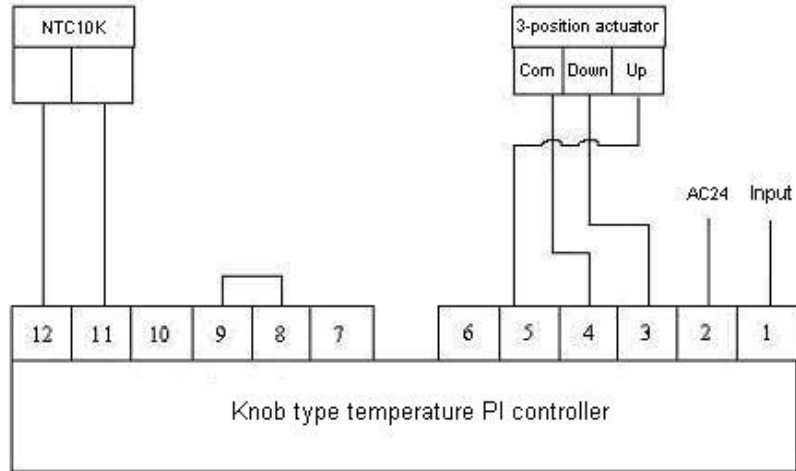 NTC10K
3-position actuator
Com Down Up
AC24 Input
12 11 10 9 8 7 6 5 4 3 2 1
Knob type temperature PI controller